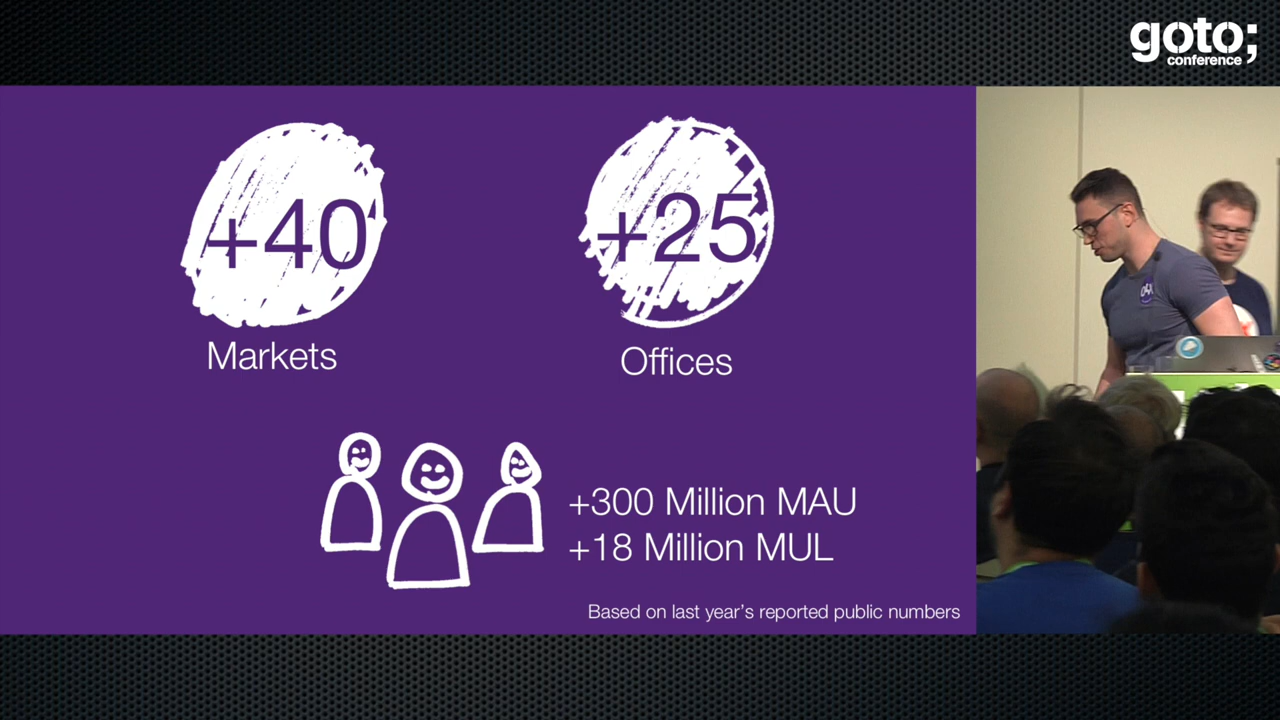 goto;
conference
+40
+25
Markets
Offices
+300 Million MAU
+18 Million MUL
Based on last year's reported public numbers